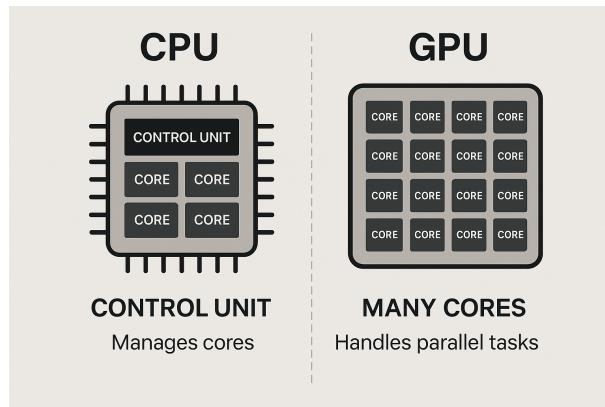 CPU
CONTROL UNIT
CORE CORE
CORE CORE
CONTROL UNIT
Manages cores
GPU
CORE CORE CORE CORE
CORE CORE CORE CORE
CORE CORE CORE CORE
CORE CORE CORE CORE
MANY CORES
Handles parallel tasks